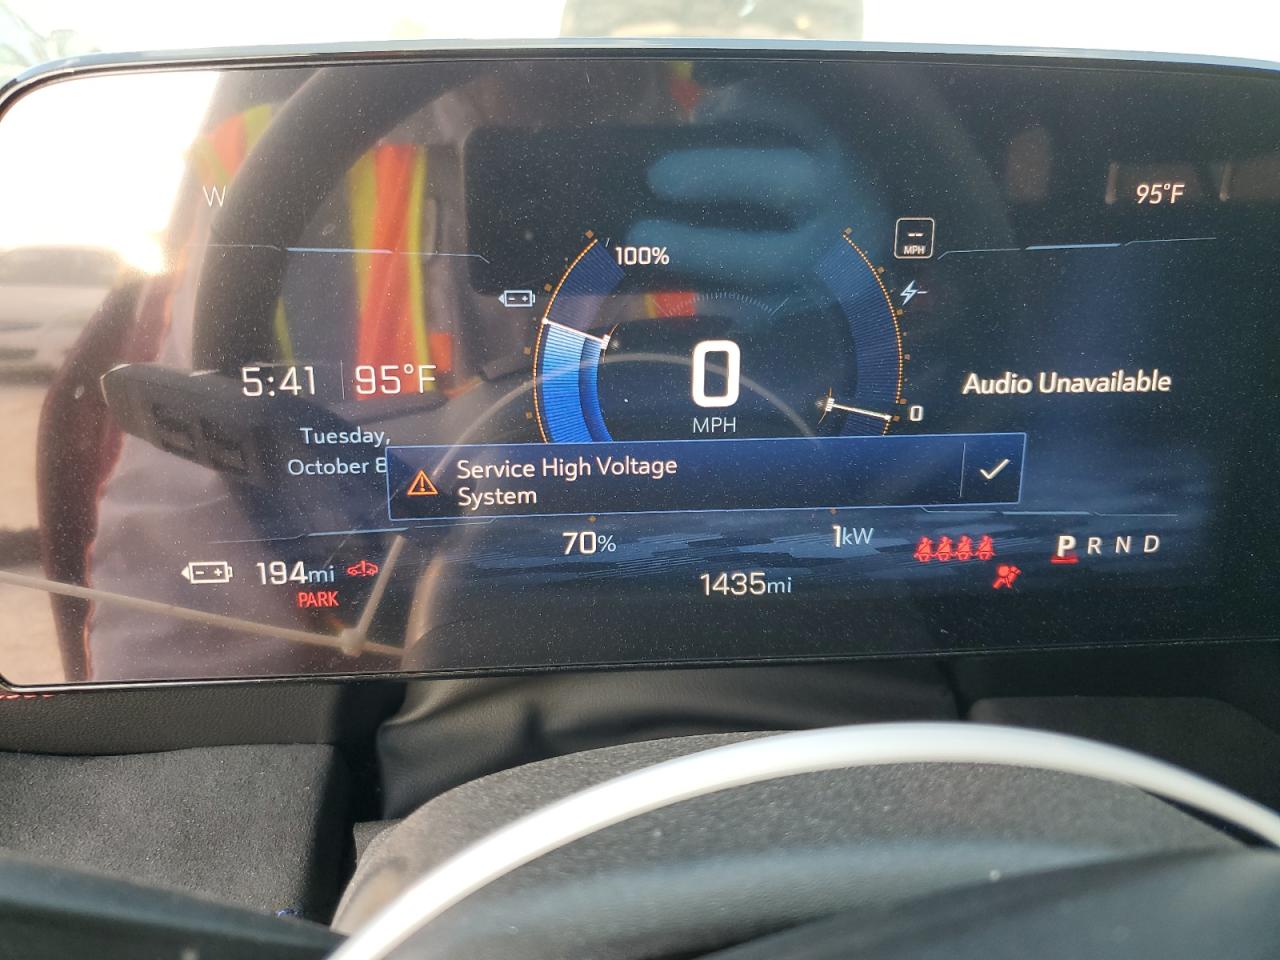 W
95°F
100%
--
MPH
5:41
95°F
0
MPH
0
Audio Unavailable
Tuesday,
October 8
Service High Voltage
System
70%
1kW
194mi
PARK
1435mi
P R N D